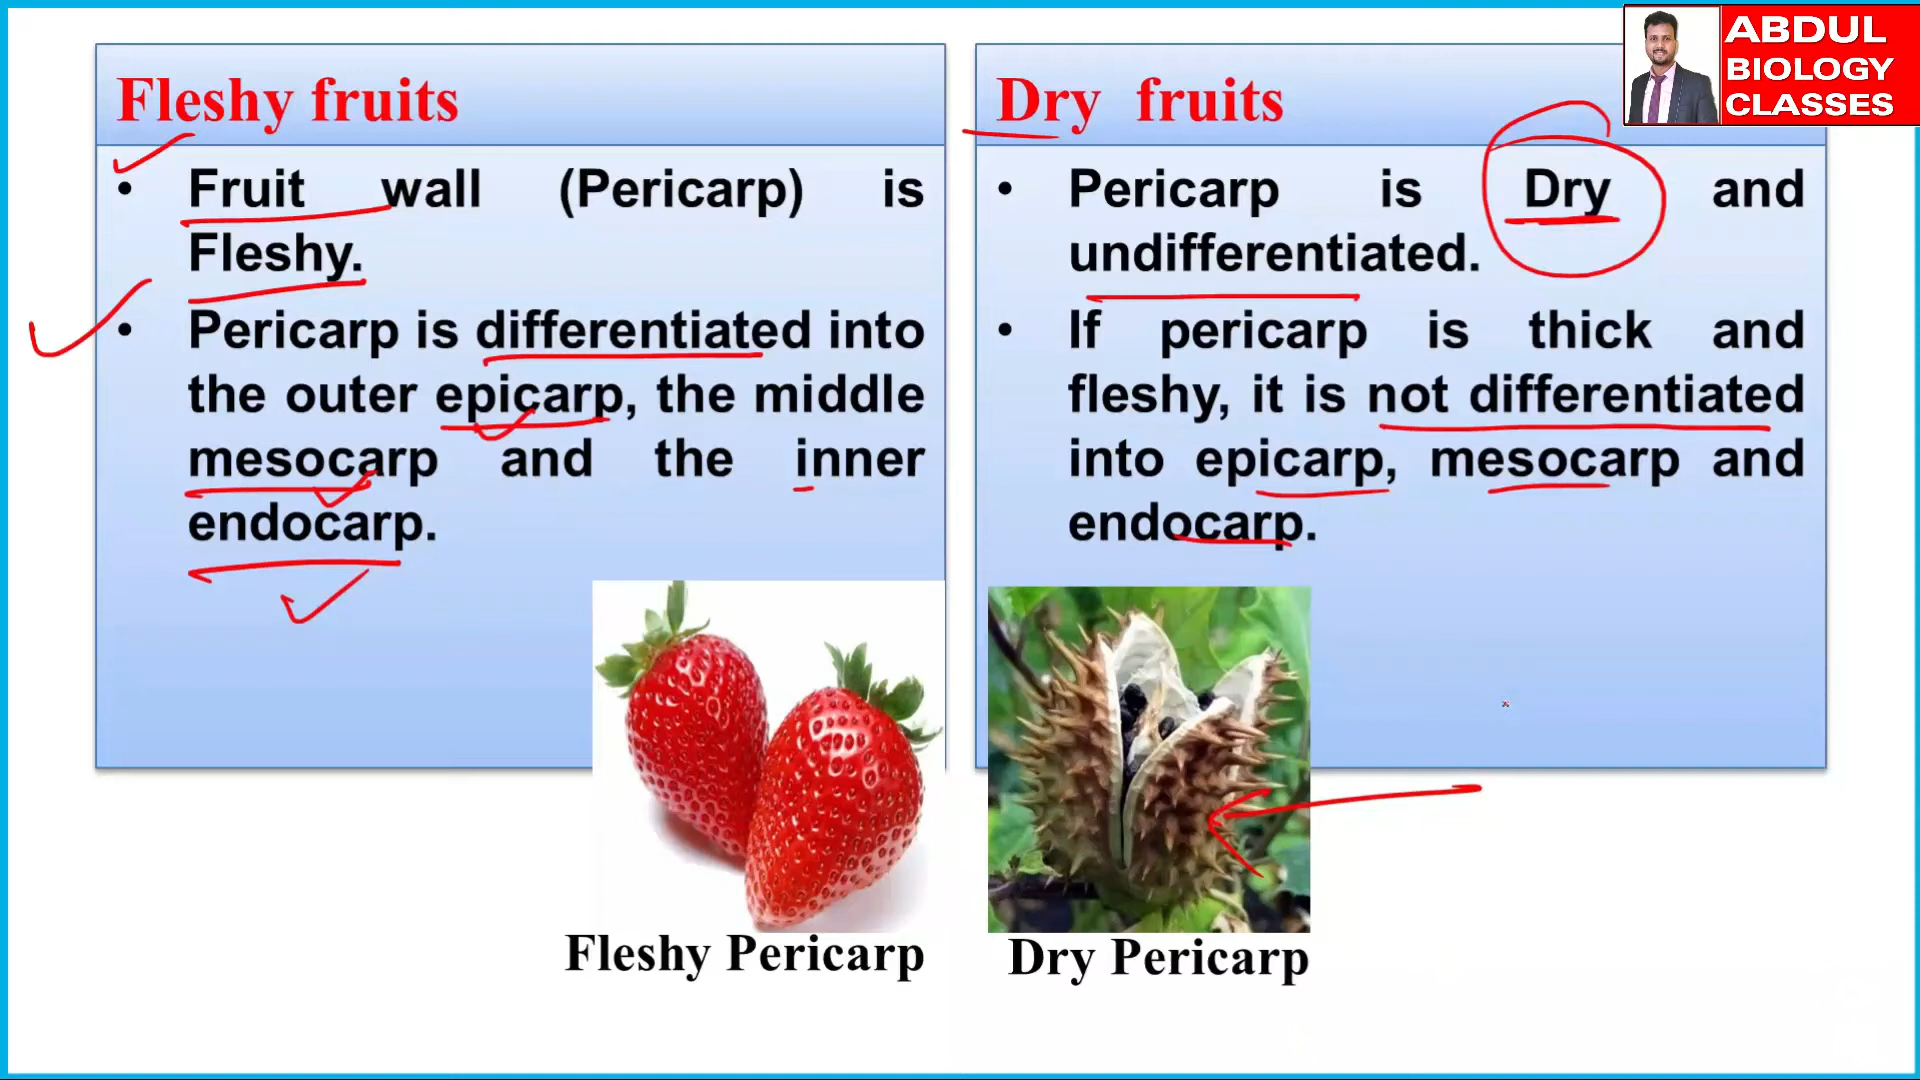 ABDUL
BIOLOGY
CLASSES
Fleshy fruits
• Fruit wall (Pericarp) is
Fleshy.
• Pericarp is differentiated into
the outer epicarp, the middle
mesocarp and the inner
endocarp.
Fleshy Pericarp
Dry fruits
• Pericarp is Dry and
undifferentiated.
• If pericarp is thick and
fleshy, it is not differentiated
into epicarp, mesocarp and
endocarp.
Dry Pericarp